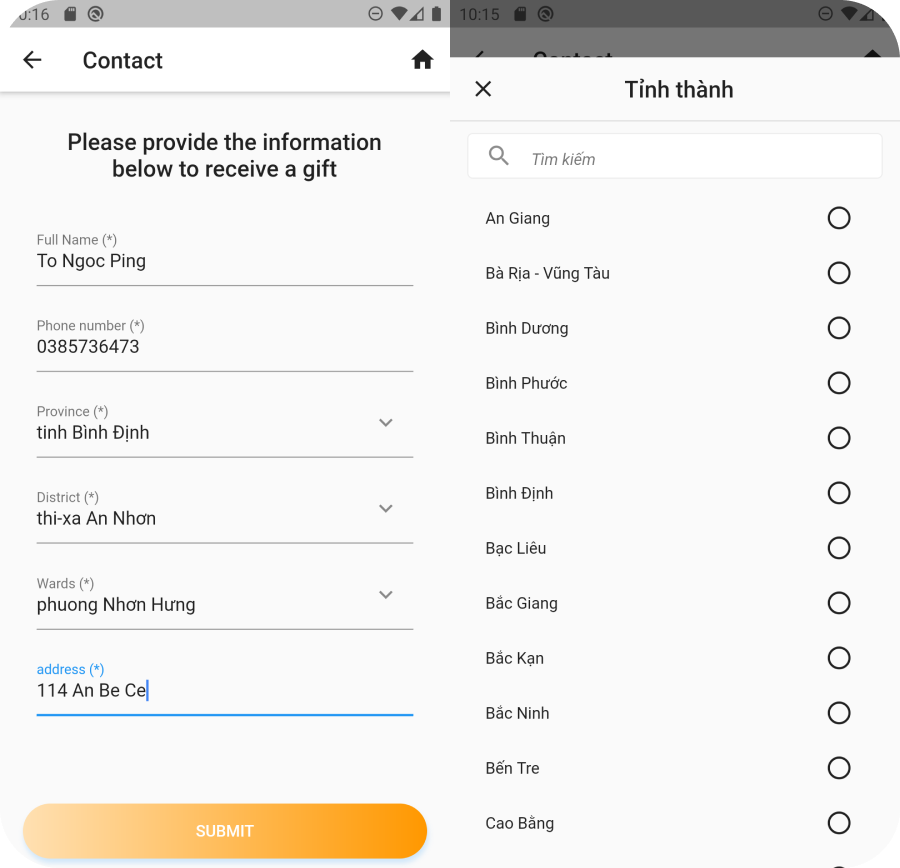 0:16
Contact
Please provide the information
below to receive a gift
Full Name (*)
To Ngoc Ping
Phone number (*)
0385736473
Province (*)
tinh Bình Định
District (*)
thi-xa An Nhơn
Wards (*)
phuong Nhơn Hưng
address (*)
114 An Be Ce
SUBMIT
10:15
Contact
Tỉnh thành
Tìm kiếm
An Giang
Bà Rịa - Vũng Tàu
Bình Dương
Bình Phước
Bình Thuận
Bình Định
Bạc Liêu
Bắc Giang
Bắc Kạn
Bắc Ninh
Bến Tre
Cao Bằng